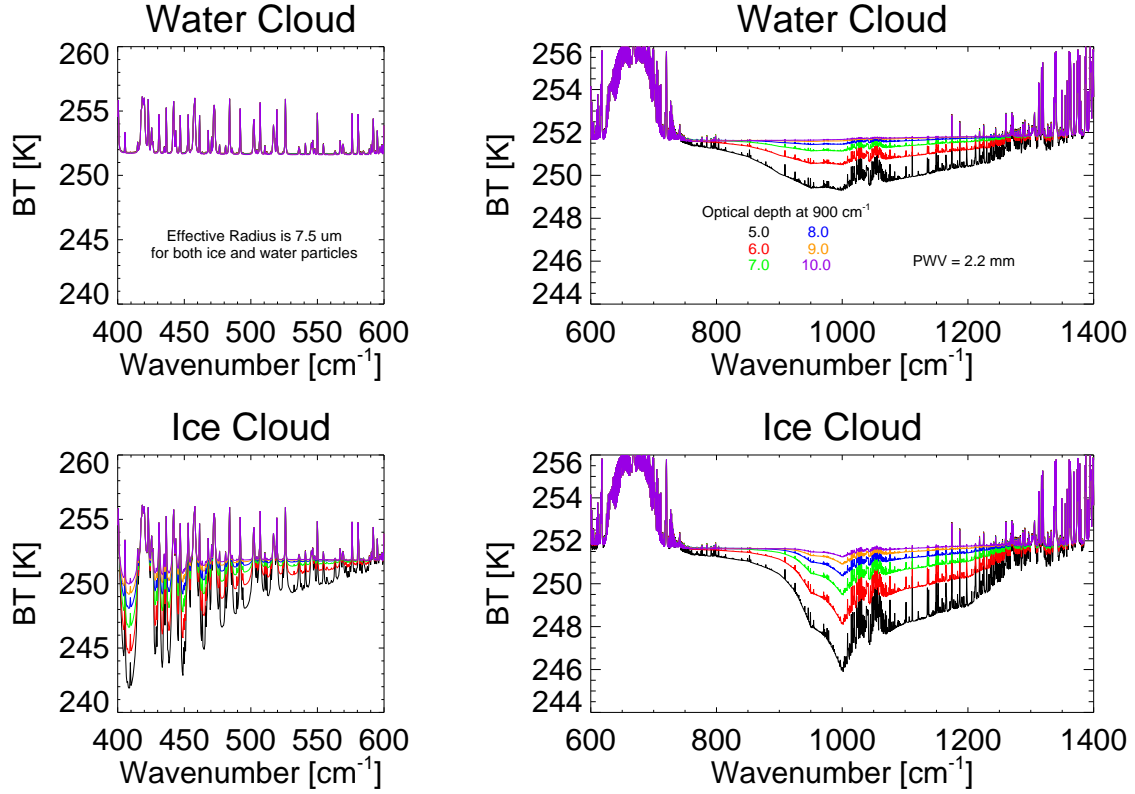 Water Cloud
260
255
250
245
240
BT [K]
Effective Radius is 7.5 um
for both ice and water particles
400 450 500 550 600
Wavenumber [cm-1]
Water Cloud
256
254
252
250
248
246
244
BT [K]
Optical depth at 900 cm-1
5.0 8.0
6.0 9.0
7.0 10.0
PWV = 2.2 mm
600 800 1000 1200 1400
Wavenumber [cm-1]
Ice Cloud
260
255
250
245
240
BT [K]
400 450 500 550 600
Wavenumber [cm-1]
Ice Cloud
256
254
252
250
248
246
244
BT [K]
600 800 1000 1200 1400
Wavenumber [cm-1]